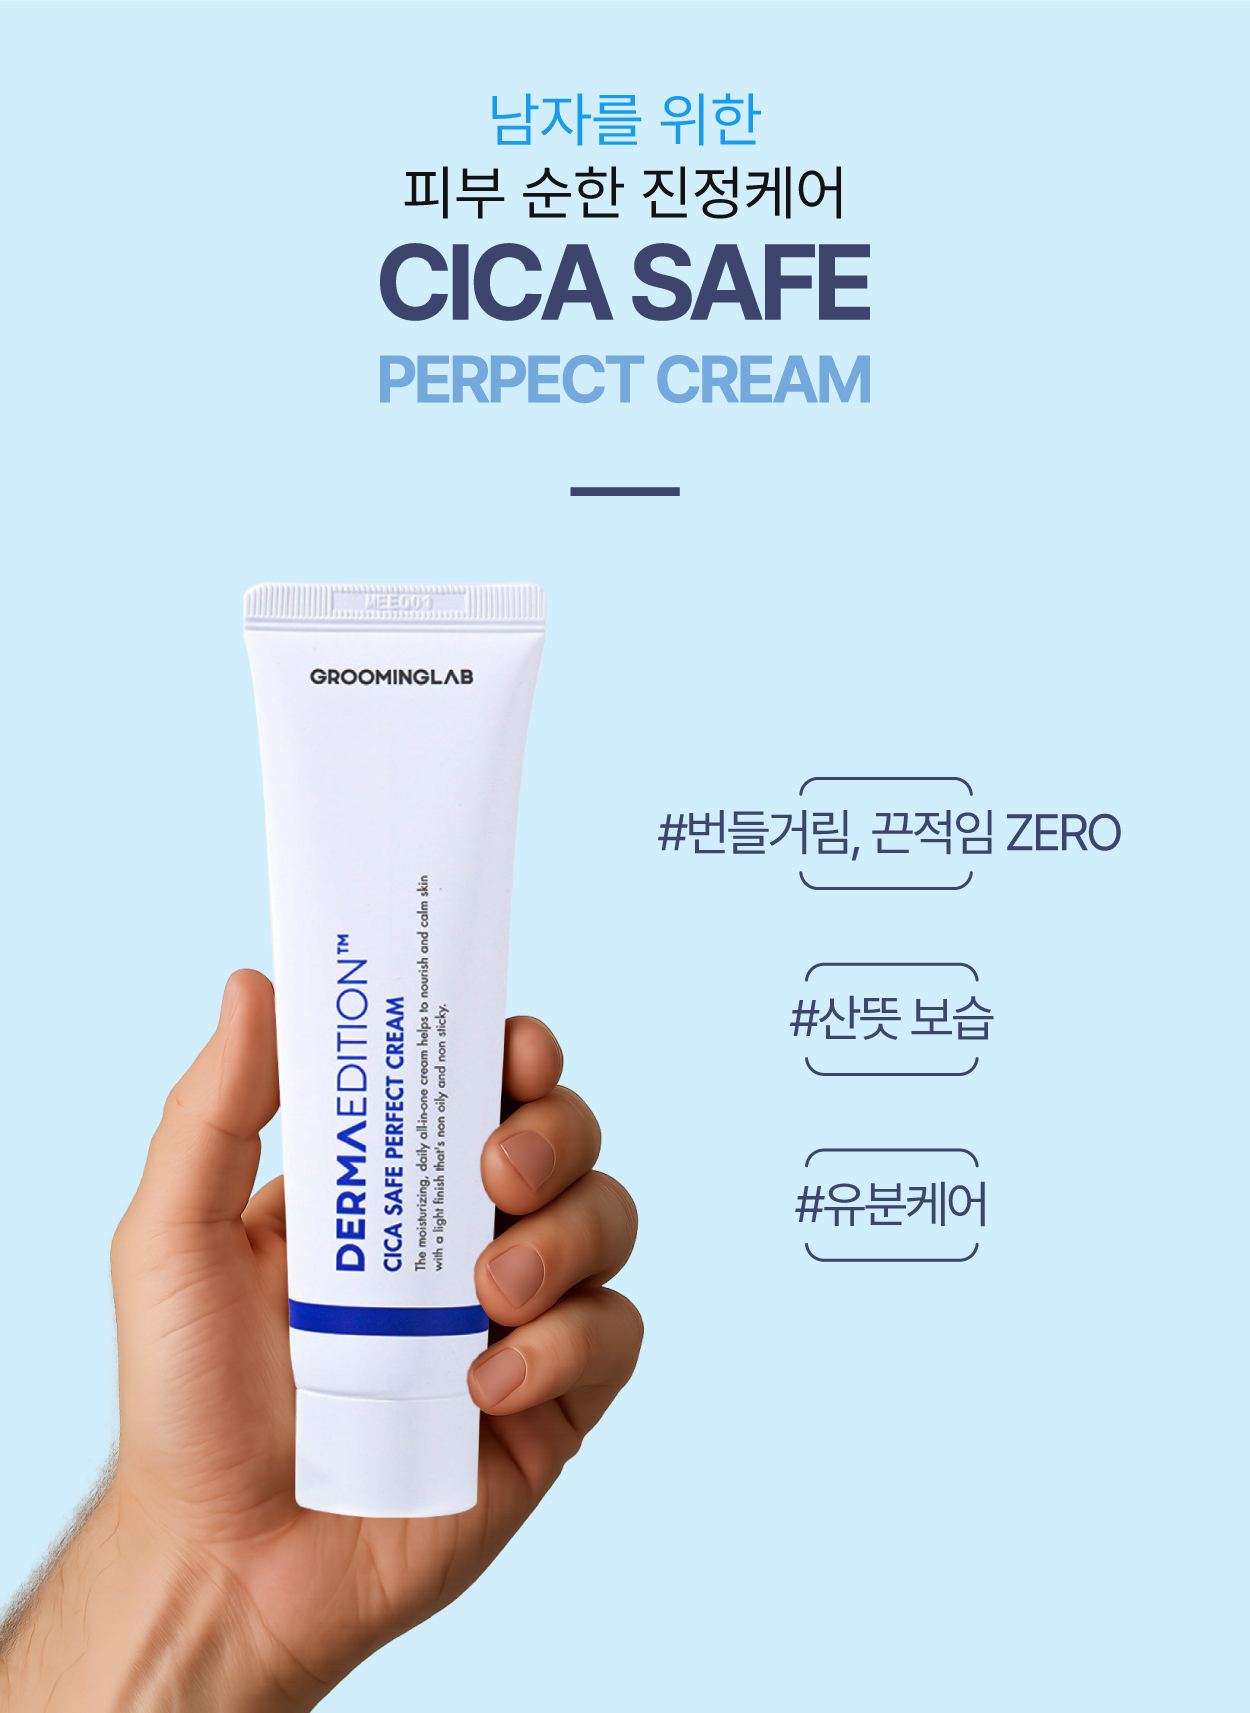 남자를 위한
피부 순한 진정케어
CICA SAFE
PERPECT CREAM
MEE001
GROOMINGLAB
DERMAEDITION™
CICA SAFE PERFECT CREAM
The moisturizing, daily all-in-one cream helps to nourish and calm skin
with a light finish that's non oily and non sticky.
#번들거림, 끈적임 ZERO
#산뜻 보습
#유분케어